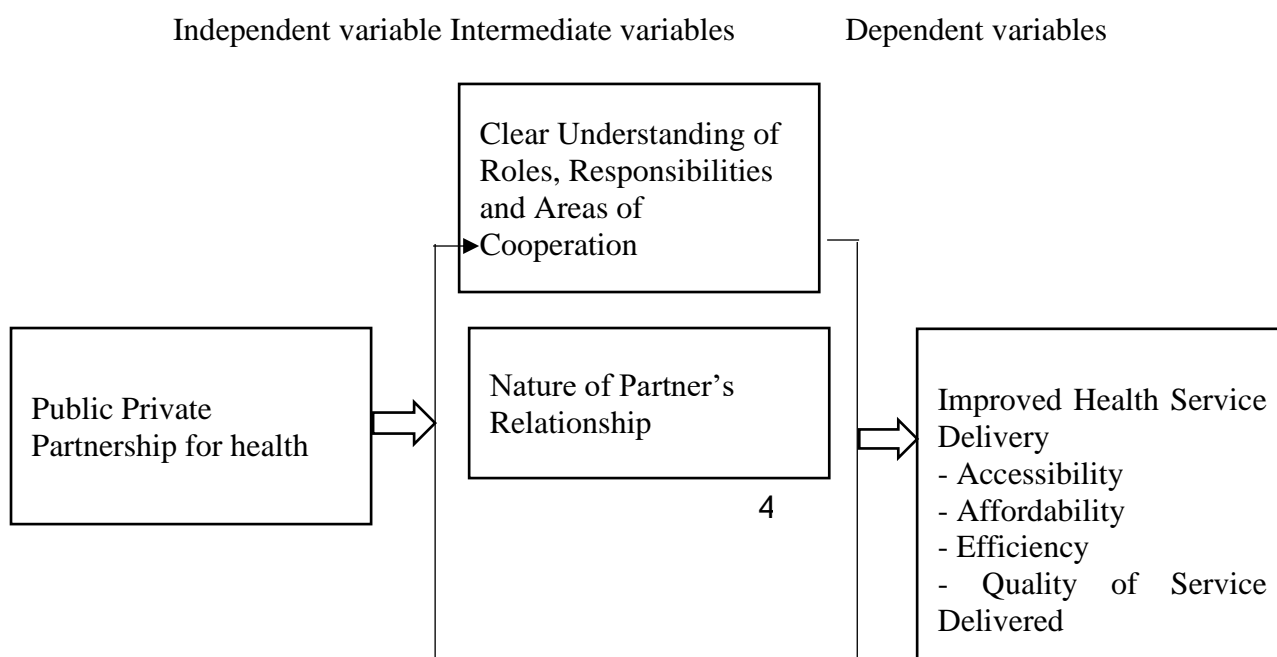 Independent variable Intermediate variables Dependent variables
Clear Understanding of
Roles, Responsibilities
and Areas of
Cooperation
Public Private
Partnership for health
Nature of Partner’s
Relationship
4
Improved Health Service
Delivery
- Accessibility
- Affordability
- Efficiency
- Quality of Service
Delivered